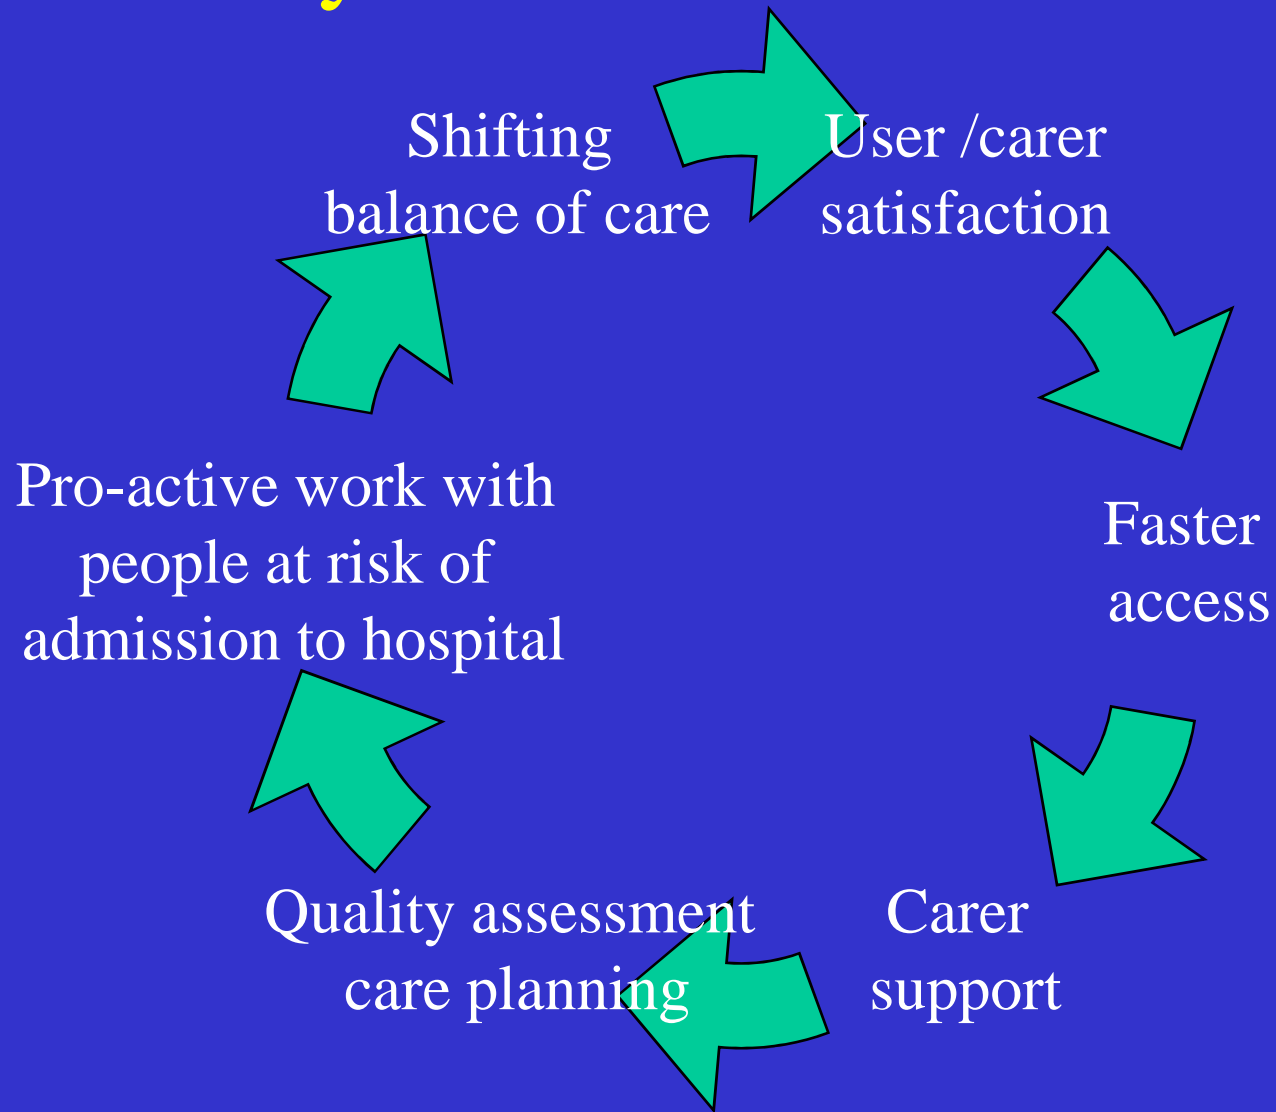 Shifting
balance of care
User /carer
satisfaction
Faster
access
Carer
support
Quality assessment
care planning
Pro-active work with
people at risk of
admission to hospital